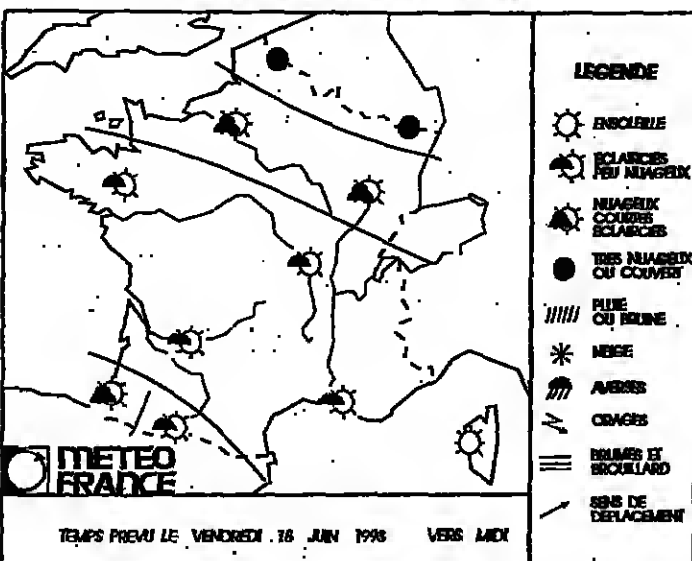 LEGENDE
ENSOLEILLE
ECLAIRCIES
PEU NUAGEUX
NUAGEUX
COURTES
ECLAIRCIES
TRES NUAGEUX
OU COUVERT
PLUIE
OU BRUINE
NEIGE
AVERSES
ORAGES
BRUMES ET
BROUILLARD
SENS DE
DEPLACEMENT
METEO
FRANCE
TEMPS PREVU LE VENDREDI 18 JUIN 1993 VERS MIDI